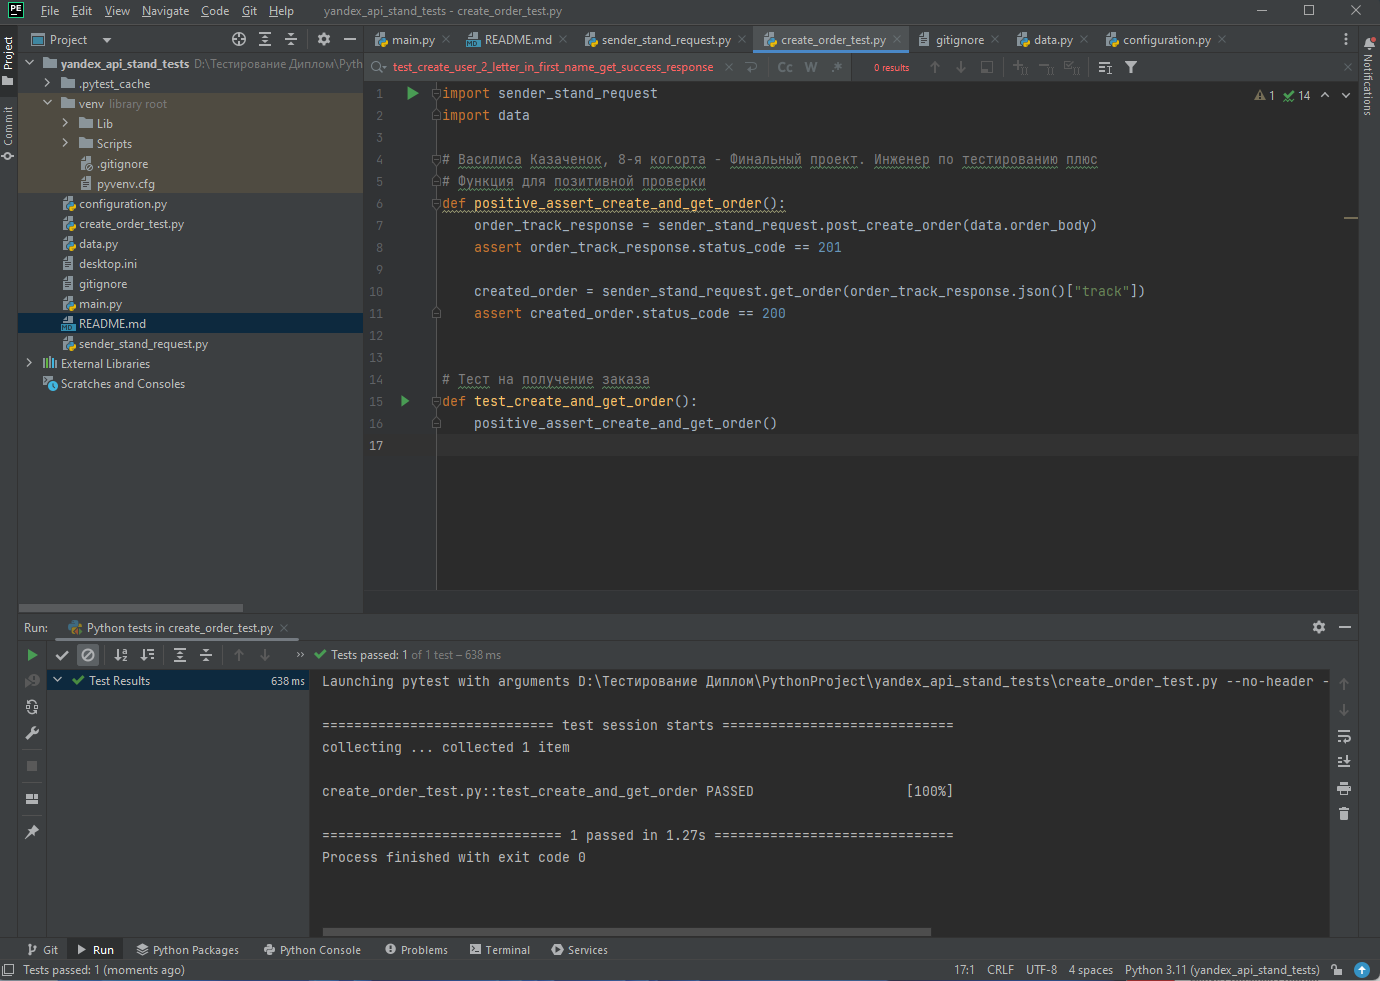 PE File Edit View Navigate Code Git Help yandex_api_stand_tests - create_order_test.py
Project
main.py README.md sender_stand_request.py create_order_test.py gitignore data.py configuration.py
Project
Commit
Notifications
yandex_api_stand_tests D:\Тестирование Диплом\Pyth
.pytest_cache
venv library root
Lib
Scripts
.gitignore
pyvenv.cfg
configuration.py
create_order_test.py
data.py
desktop.ini
gitignore
main.py
README.md
sender_stand_request.py
External Libraries
Scratches and Consoles
test_create_user_2_letter_in_first_name_get_success_response Cc W .* 0 results
1 14
1 import sender_stand_request
2 import data
3
4 # Василиса Казаченок, 8-я когорта - Финальный проект. Инженер по тестированию плюс
5 # Функция для позитивной проверки
6 def positive_assert_create_and_get_order():
7 order_track_response = sender_stand_request.post_create_order(data.order_body)
8 assert order_track_response.status_code == 201
9
10 created_order = sender_stand_request.get_order(order_track_response.json()["track"])
11 assert created_order.status_code == 200
12
13
14 # Тест на получение заказа
15 def test_create_and_get_order():
16 positive_assert_create_and_get_order()
17
Run: Python tests in create_order_test.py
Tests passed: 1 of 1 test – 638 ms
Test Results 638 ms
Launching pytest with arguments D:\Тестирование Диплом\PythonProject\yandex_api_stand_tests\create_order_test.py --no-header -
============================= test session starts =============================
collecting ... collected 1 item
create_order_test.py::test_create_and_get_order PASSED [100%]
============================== 1 passed in 1.27s ==============================
Process finished with exit code 0
Git Run Python Packages Python Console Problems Terminal Services
Tests passed: 1 (moments ago) 17:1 CRLF UTF-8 4 spaces Python 3.11 (yandex_api_stand_tests)